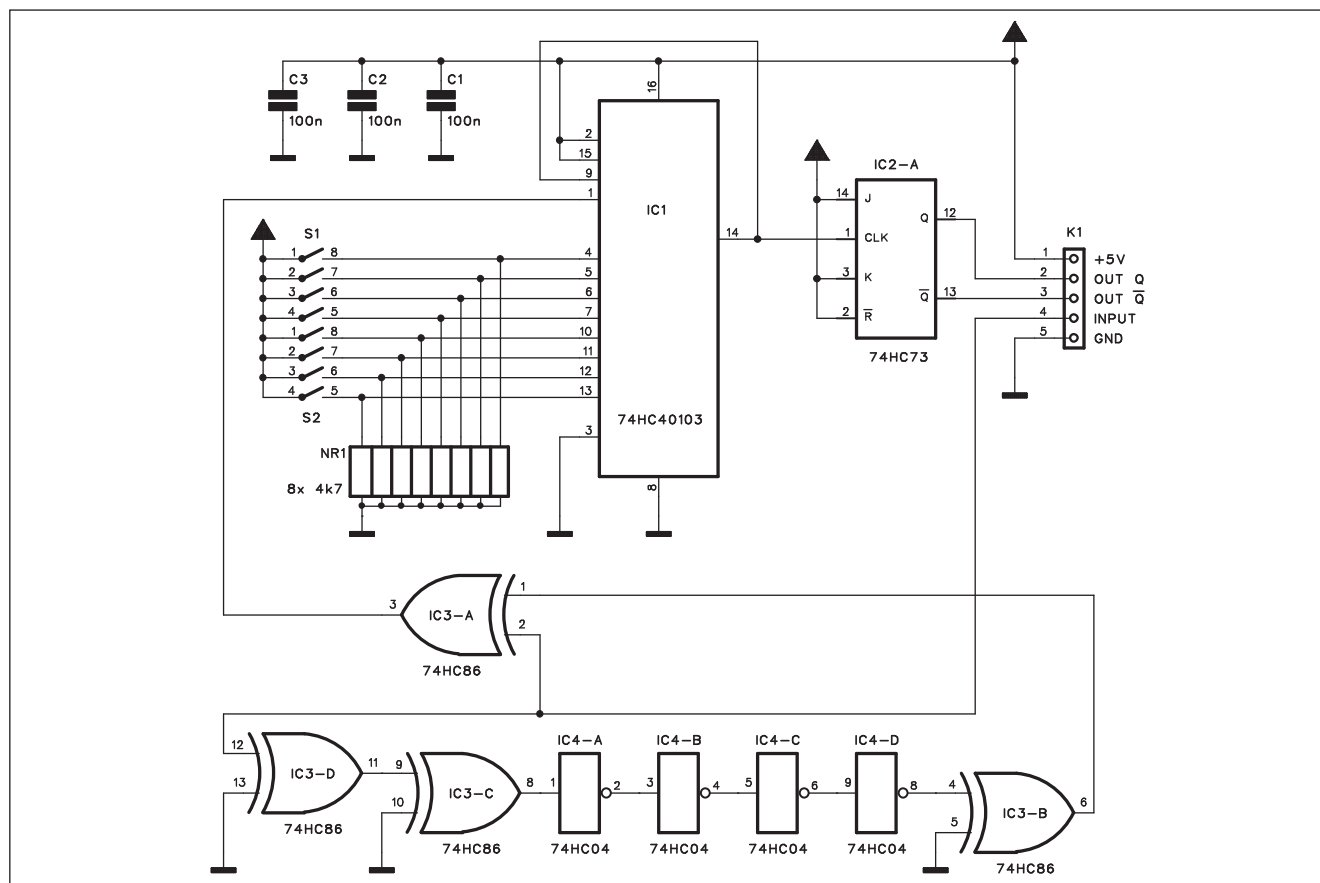 C3
100n
C2
100n
C1
100n
16
2
15
9
1
IC1
14
74HC40103
4
5
6
7
10
11
12
13
3
8
S1
1 8
2 7
3 6
4 5
1 8
2 7
3 6
4 5
S2
NR1
8x 4k7
IC2-A
14 J
1 CLK
3 K
2 R̅
Q 12
Q̅ 13
74HC73
K1
1 +5V
2 OUT Q
3 OUT Q̅
4 INPUT
5 GND
3
IC3-A
1
2
74HC86
12
13
IC3-D
11
74HC86
9
10
IC3-C
8
74HC86
IC4-A
1
2
74HC04
IC4-B
3
4
74HC04
IC4-C
5
6
74HC04
IC4-D
9
8
74HC04
4
5
IC3-B
6
74HC86